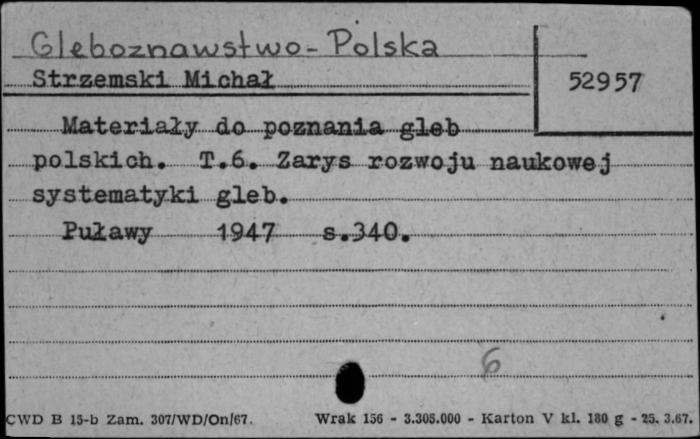 Gleboznawstwo - Polska
Strzemski Michał
52957
Materiały do poznania gleb
polskich. T.6. Zarys rozwoju naukowej
systematyki gleb.
Puławy 1947 s.340.
6
CWD B 15-b Zam. 307/WD/On/67. Wrak 156 - 3.305.000 - Karton V kl. 180 g - 25. 3.67.